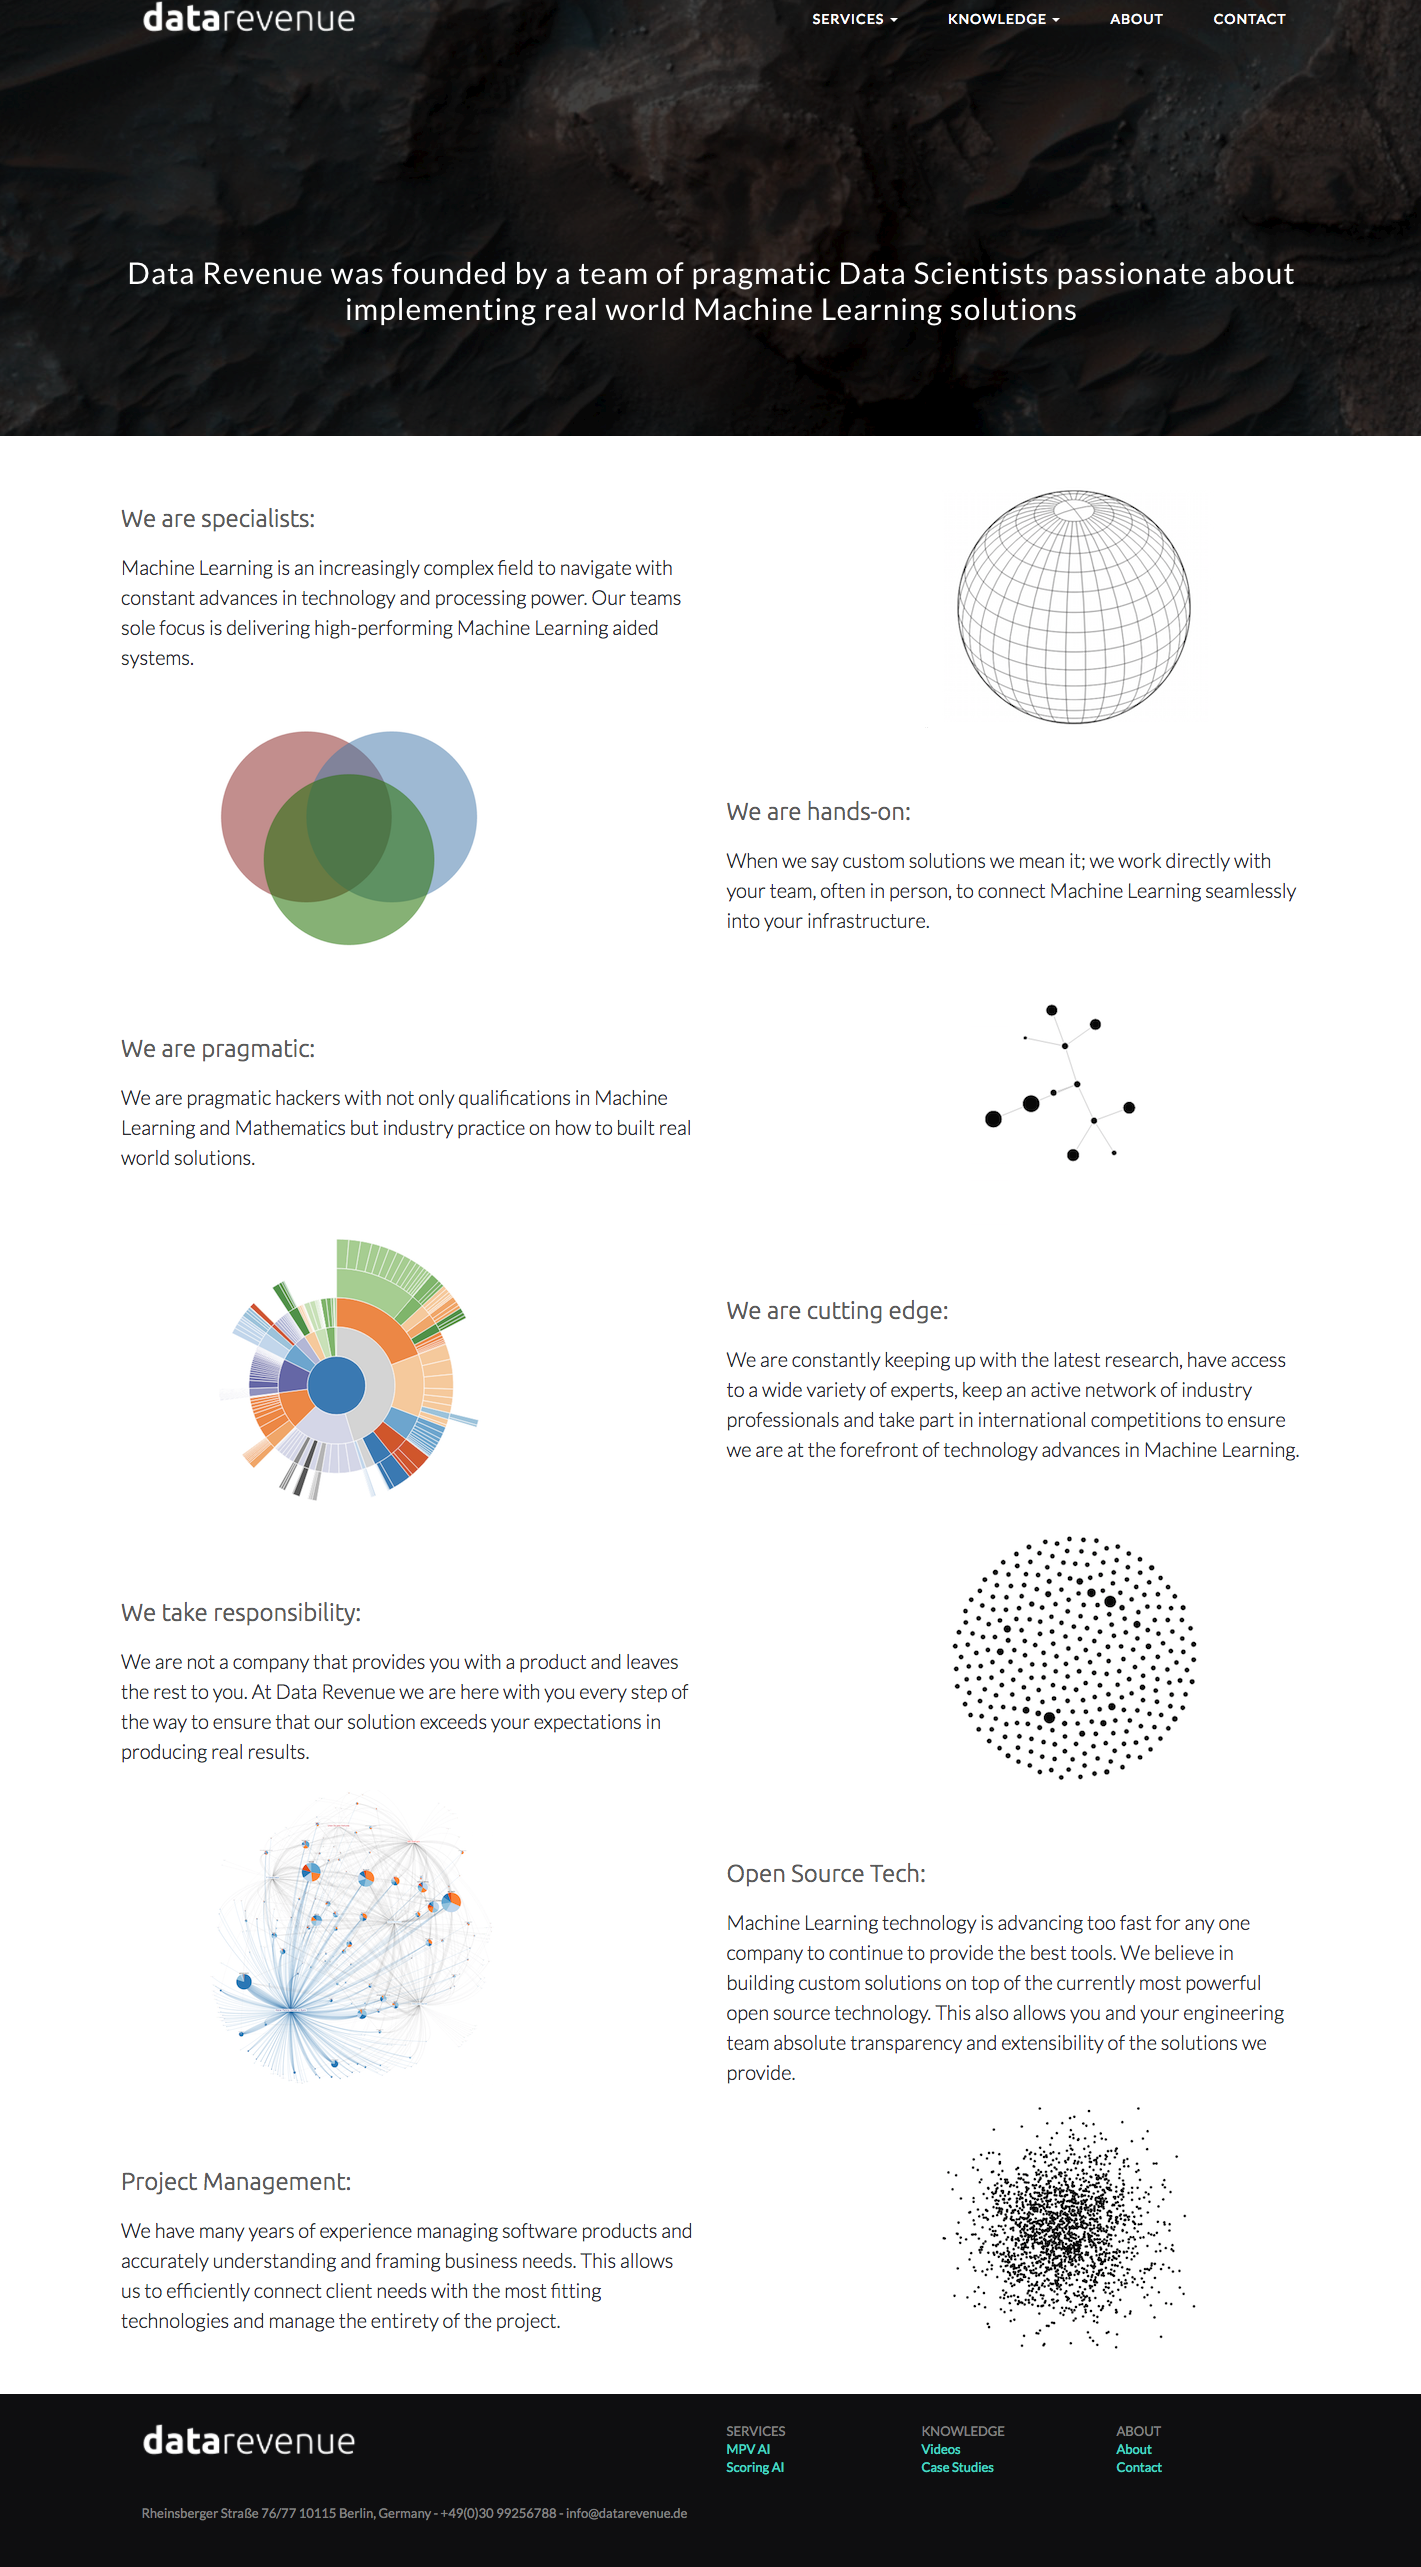 datarevenue
SERVICES KNOWLEDGE ABOUT CONTACT
Data Revenue was founded by a team of pragmatic Data Scientists passionate about
implementing real world Machine Learning solutions
We are specialists:
Machine Learning is an increasingly complex field to navigate with
constant advances in technology and processing power. Our teams
sole focus is delivering high-performing Machine Learning aided
systems.
We are hands-on:
When we say custom solutions we mean it; we work directly with
your team, often in person, to connect Machine Learning seamlessly
into your infrastructure.
We are pragmatic:
We are pragmatic hackers with not only qualifications in Machine
Learning and Mathematics but industry practice on how to built real
world solutions.
We are cutting edge:
We are constantly keeping up with the latest research, have access
to a wide variety of experts, keep an active network of industry
professionals and take part in international competitions to ensure
we are at the forefront of technology advances in Machine Learning.
We take responsibility:
We are not a company that provides you with a product and leaves
the rest to you. At Data Revenue we are here with you every step of
the way to ensure that our solution exceeds your expectations in
producing real results.
Open Source Tech:
Machine Learning technology is advancing too fast for any one
company to continue to provide the best tools. We believe in
building custom solutions on top of the currently most powerful
open source technology. This also allows you and your engineering
team absolute transparency and extensibility of the solutions we
provide.
Project Management:
We have many years of experience managing software products and
accurately understanding and framing business needs. This allows
us to efficiently connect client needs with the most fitting
technologies and manage the entirety of the project.
datarevenue
SERVICES
MPV AI
Scoring AI
KNOWLEDGE
Videos
Case Studies
ABOUT
About
Contact
Rheinsberger Straße 76/77 10115 Berlin, Germany - +49(0)30 99256788 - info@datarevenue.de